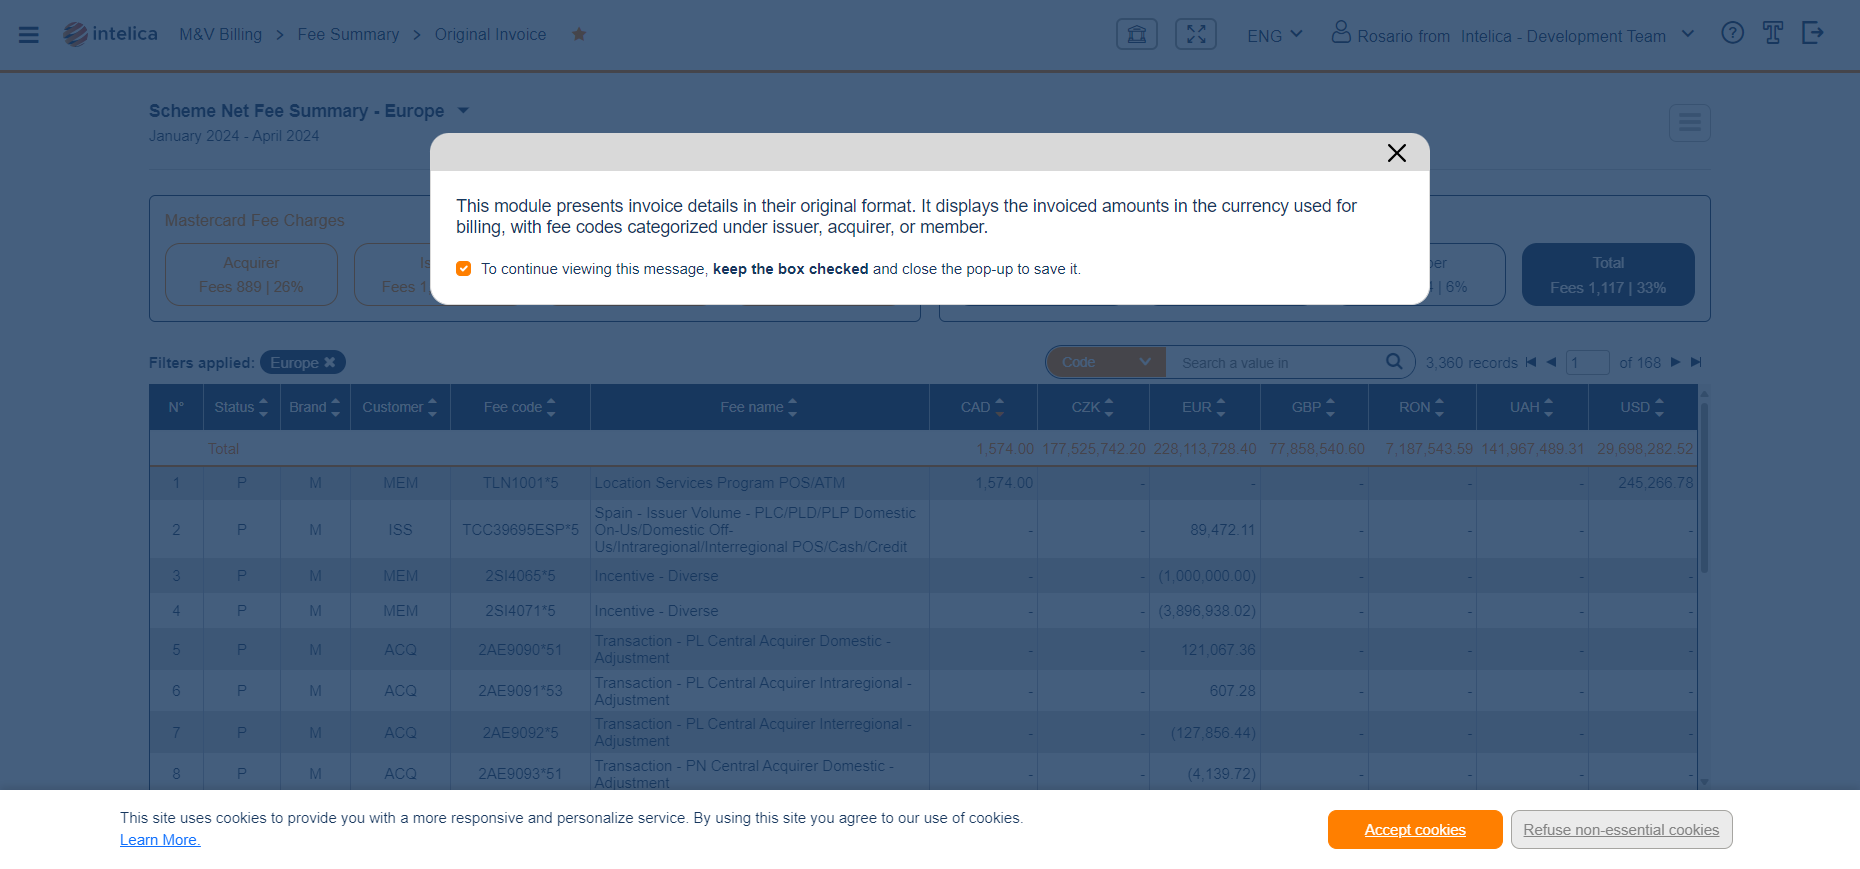 intelica M&V Billing > Fee Summary > Original Invoice ENG Rosario from Intelica - Development Team
Scheme Net Fee Summary - Europe
January 2024 - April 2024
This module presents invoice details in their original format. It displays the invoiced amounts in the currency used for
billing, with fee codes categorized under issuer, acquirer, or member.
To continue viewing this message, keep the box checked and close the pop-up to save it.
Mastercard Fee Charges
Acquirer
Fees 889 | 26%
Fees 1
| 6%
Total
Fees 1,117 | 33%
Filters applied: Europe Code Search a value in 3,360 records 1 of 168
N° Status Brand Customer Fee code Fee name CAD CZK EUR GBP RON UAH USD
Total 1,574.00 177,525,742.20 228,113,728.40 77,858,540.60 7,187,543.59 141,967,489.31 29,698,282.52
1 P M MEM TLN1001*5 Location Services Program POS/ATM 1,574.00 - - - - - 245,266.78
Spain - Issuer Volume - PLC/PLD/PLP Domestic
2 P M ISS TCC39695ESP*5 On-Us/Domestic Off- - - 89,472.11 - - - -
Us/Intraregional/Interregional POS/Cash/Credit
3 P M MEM 2SI4065*5 Incentive - Diverse - - (1,000,000.00) - - - -
4 P M MEM 2SI4071*5 Incentive - Diverse - - (3,896,938.02) - - - -
5 P M ACQ 2AE9090*51 Transaction - PL Central Acquirer Domestic - - - 121,067.36 - - - -
Adjustment
6 P M ACQ 2AE9091*53 Transaction - PL Central Acquirer Intraregional - - - 607.28 - - - -
Adjustment
7 P M ACQ 2AE9092*5 Transaction - PL Central Acquirer Interregional - - - (127,856.44) - - - -
Adjustment
8 P M ACQ 2AE9093*51 Transaction - PN Central Acquirer Domestic - - - (4,139.72) - - - -
Adjustment
This site uses cookies to provide you with a more responsive and personalize service. By using this site you agree to our use of cookies.
Learn More.
Accept cookies Refuse non-essential cookies